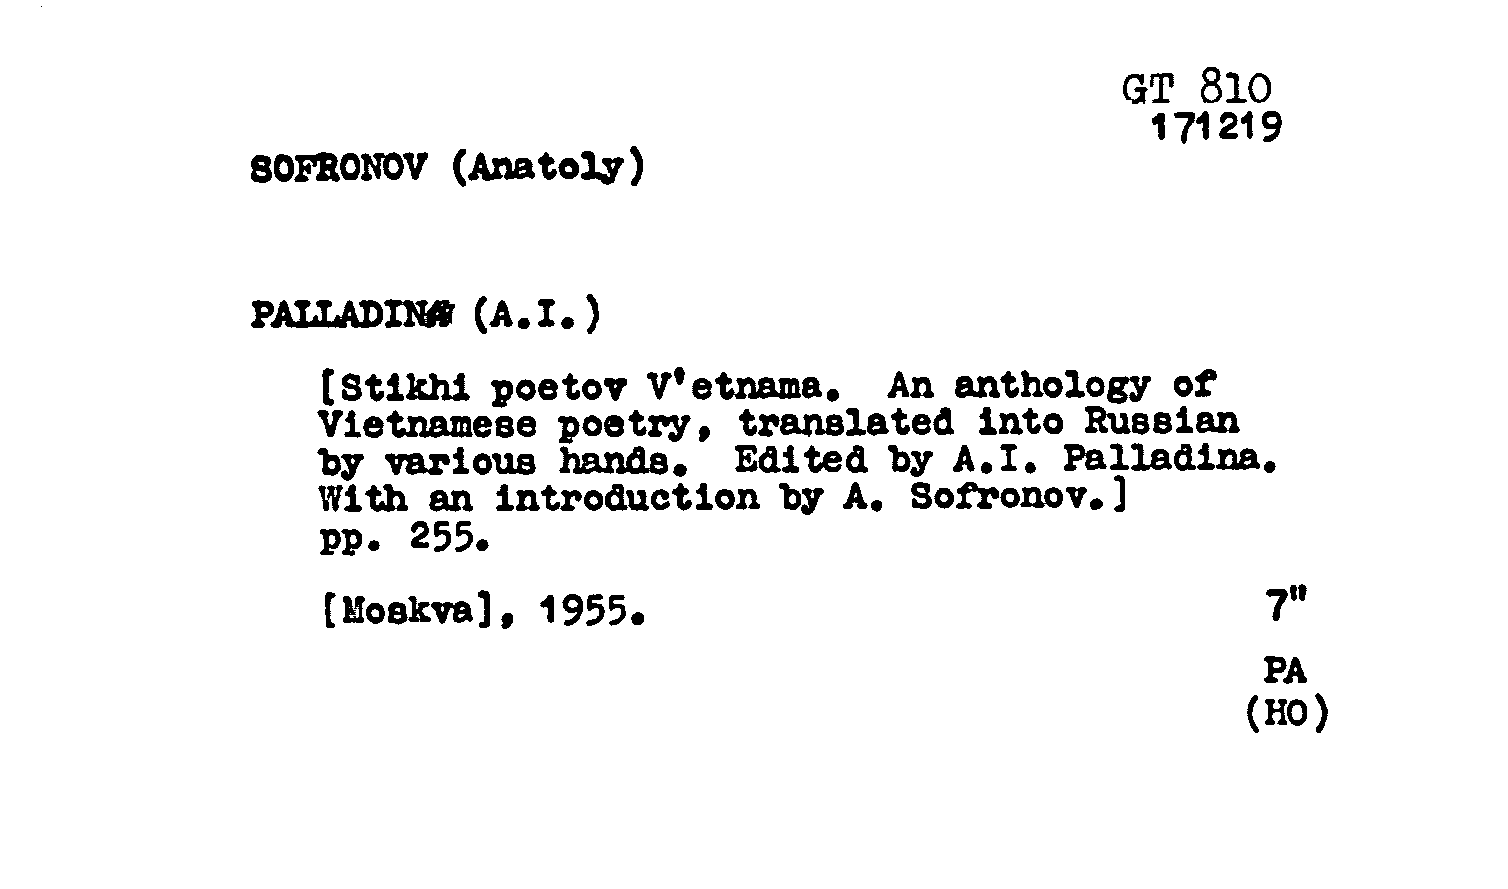 GT 810
171219
SOFRONOV (Anatoly)
PALLADINA (A.I.)
[Stikhi poetov V'etnama. An anthology of
Vietnamese poetry, translated into Russian
by various hands. Edited by A.I. Palladina.
With an introduction by A. Sofronov.]
pp. 255.
[Moskva], 1955.
7"
PA
(HO)